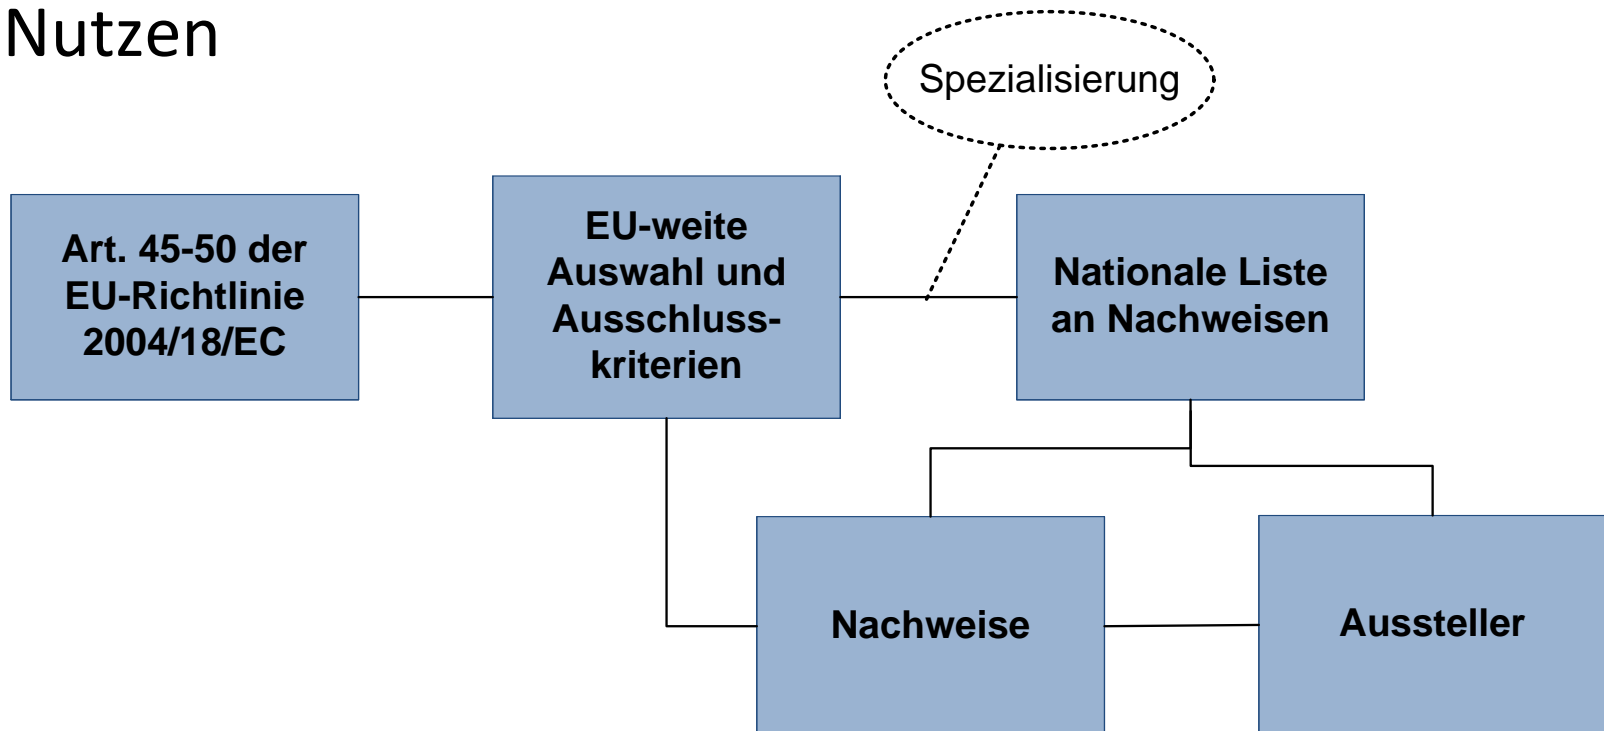 Nutzen
Spezialisierung
Art. 45-50 der
EU-Richtlinie
2004/18/EC
EU-weite
Auswahl und
Ausschluss-
kriterien
Nationale Liste
an Nachweisen
Nachweise
Aussteller